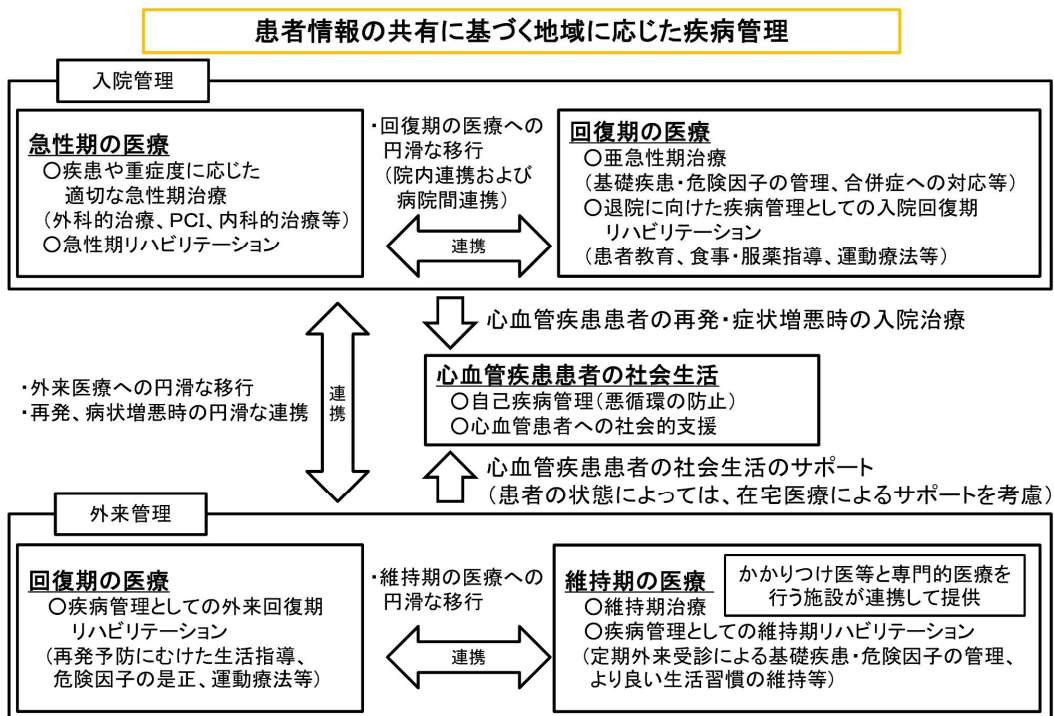 患者情報の共有に基づく地域に応じた疾病管理
入院管理
急性期の医療
○疾患や重症度に応じた
適切な急性期治療
(外科的治療、PCI、内科的治療等)
○急性期リハビリテーション
・回復期の医療への
円滑な移行
(院内連携および
病院間連携)
連携
回復期の医療
○亜急性期治療
(基礎疾患・危険因子の管理、合併症への対応等)
○退院に向けた疾病管理としての入院回復期
リハビリテーション
(患者教育、食事・服薬指導、運動療法等)
心血管疾患患者の再発・症状増悪時の入院治療
・外来医療への円滑な移行
・再発、病状増悪時の円滑な連携
連携
心血管疾患患者の社会生活
○自己疾病管理(悪循環の防止)
○心血管患者への社会的支援
心血管疾患患者の社会生活のサポート
(患者の状態によっては、在宅医療によるサポートを考慮)
外来管理
回復期の医療
○疾病管理としての外来回復期
リハビリテーション
(再発予防にむけた生活指導、
危険因子の是正、運動療法等)
・維持期の医療への
円滑な移行
連携
維持期の医療
かかりつけ医等と専門的医療を
行う施設が連携して提供
○維持期治療
○疾病管理としての維持期リハビリテーション
(定期外来受診による基礎疾患・危険因子の管理、
より良い生活習慣の維持等)